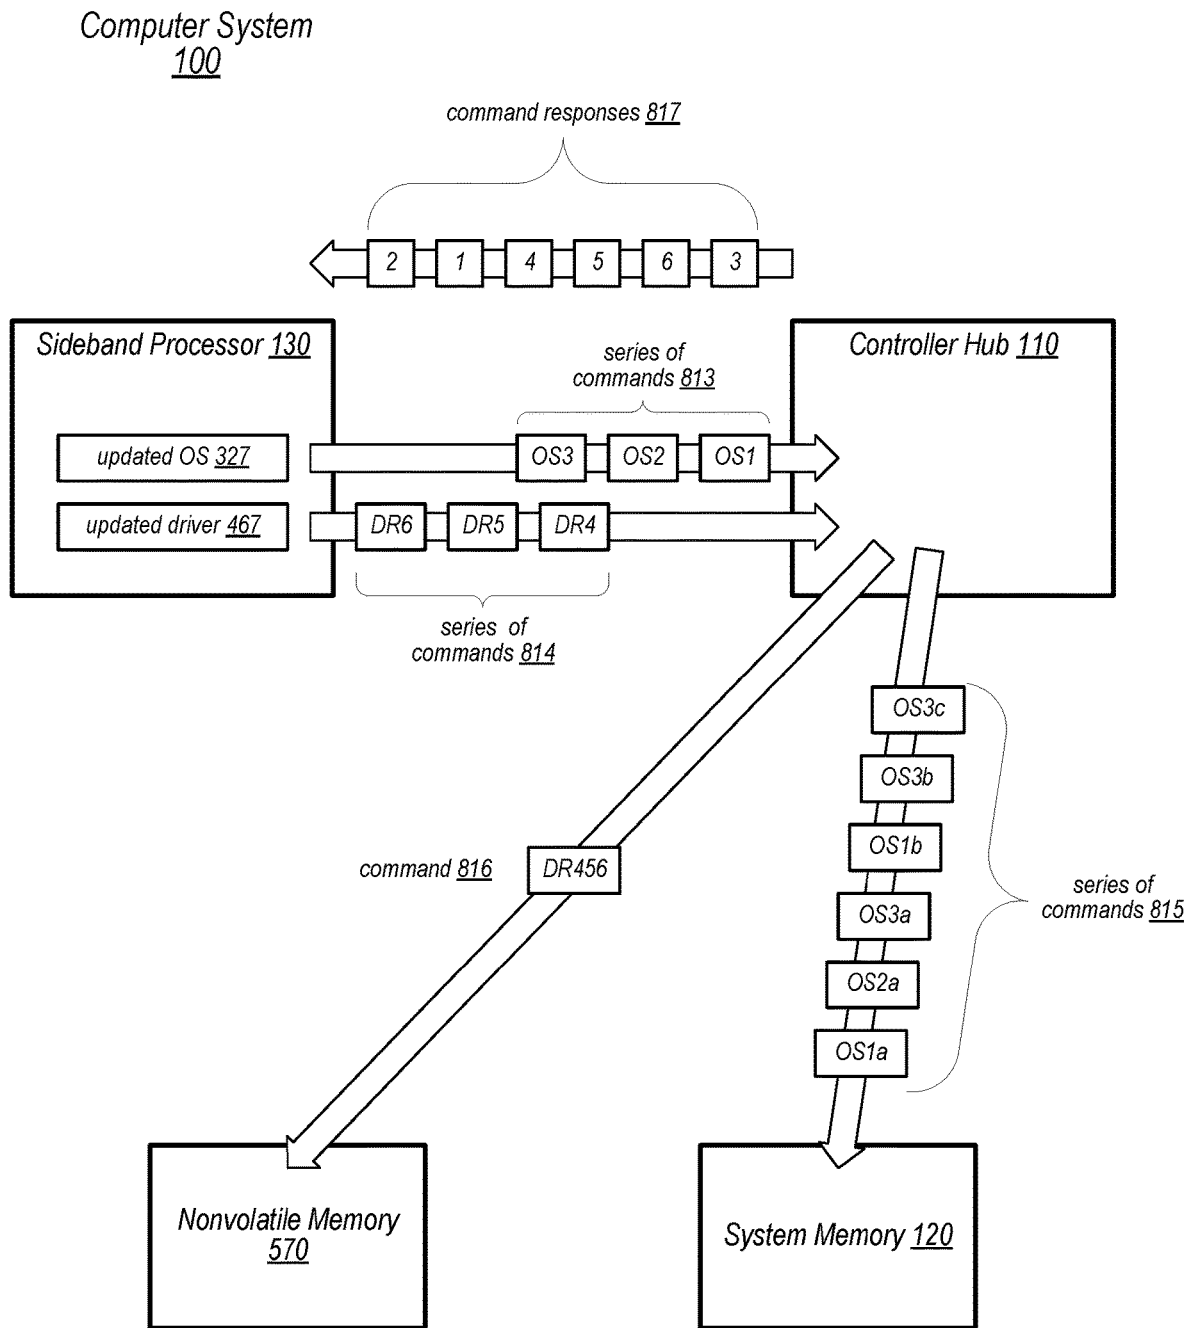 Computer System
100
command responses 817
2 1 4 5 6 3
Sideband Processor 130
Controller Hub 110
series of
commands 813
updated OS 327
OS3 OS2 OS1
updated driver 467
DR6 DR5 DR4
series of
commands 814
OS3c
OS3b
OS1b
command 816
DR456
OS3a
series of
commands 815
OS2a
OS1a
Nonvolatile Memory
570
System Memory 120